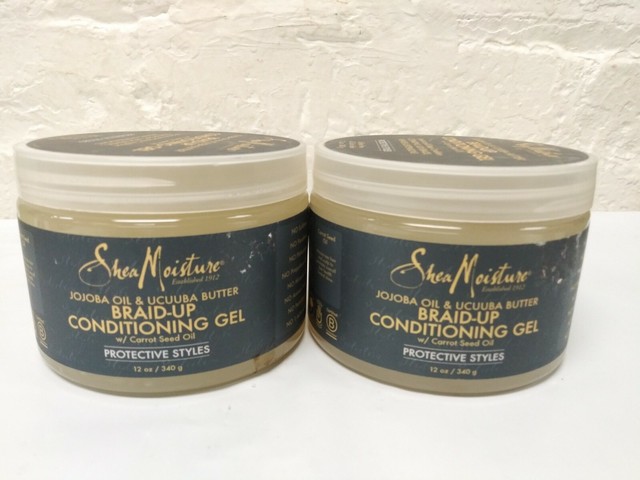 SheaMoisture®
Established 1912
JOJOBA OIL & UCUUBA BUTTER
BRAID-UP
CONDITIONING GEL
w/ Carrot Seed Oil
PROTECTIVE STYLES
12 oz / 340 g
SheaMoisture®
Established 1912
JOJOBA OIL & UCUUBA BUTTER
BRAID-UP
CONDITIONING GEL
w/ Carrot Seed Oil
PROTECTIVE STYLES
12 oz / 340 g